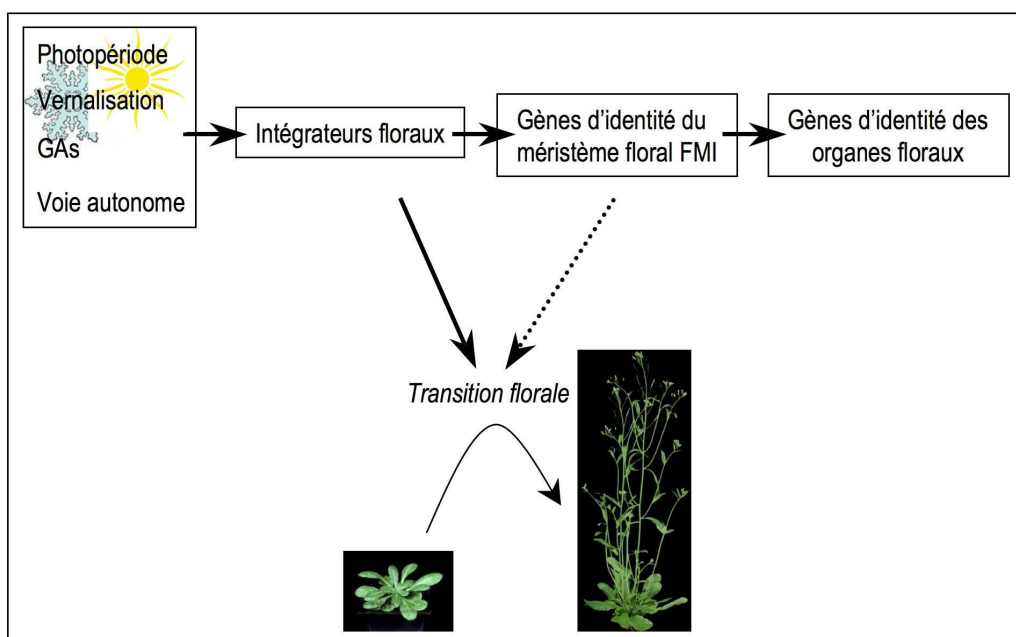 Photopériode
Vernalisation
GAs
Voie autonome
Intégrateurs floraux
Gènes d'identité du
méristème floral FMI
Gènes d'identité des
organes floraux
Transition florale